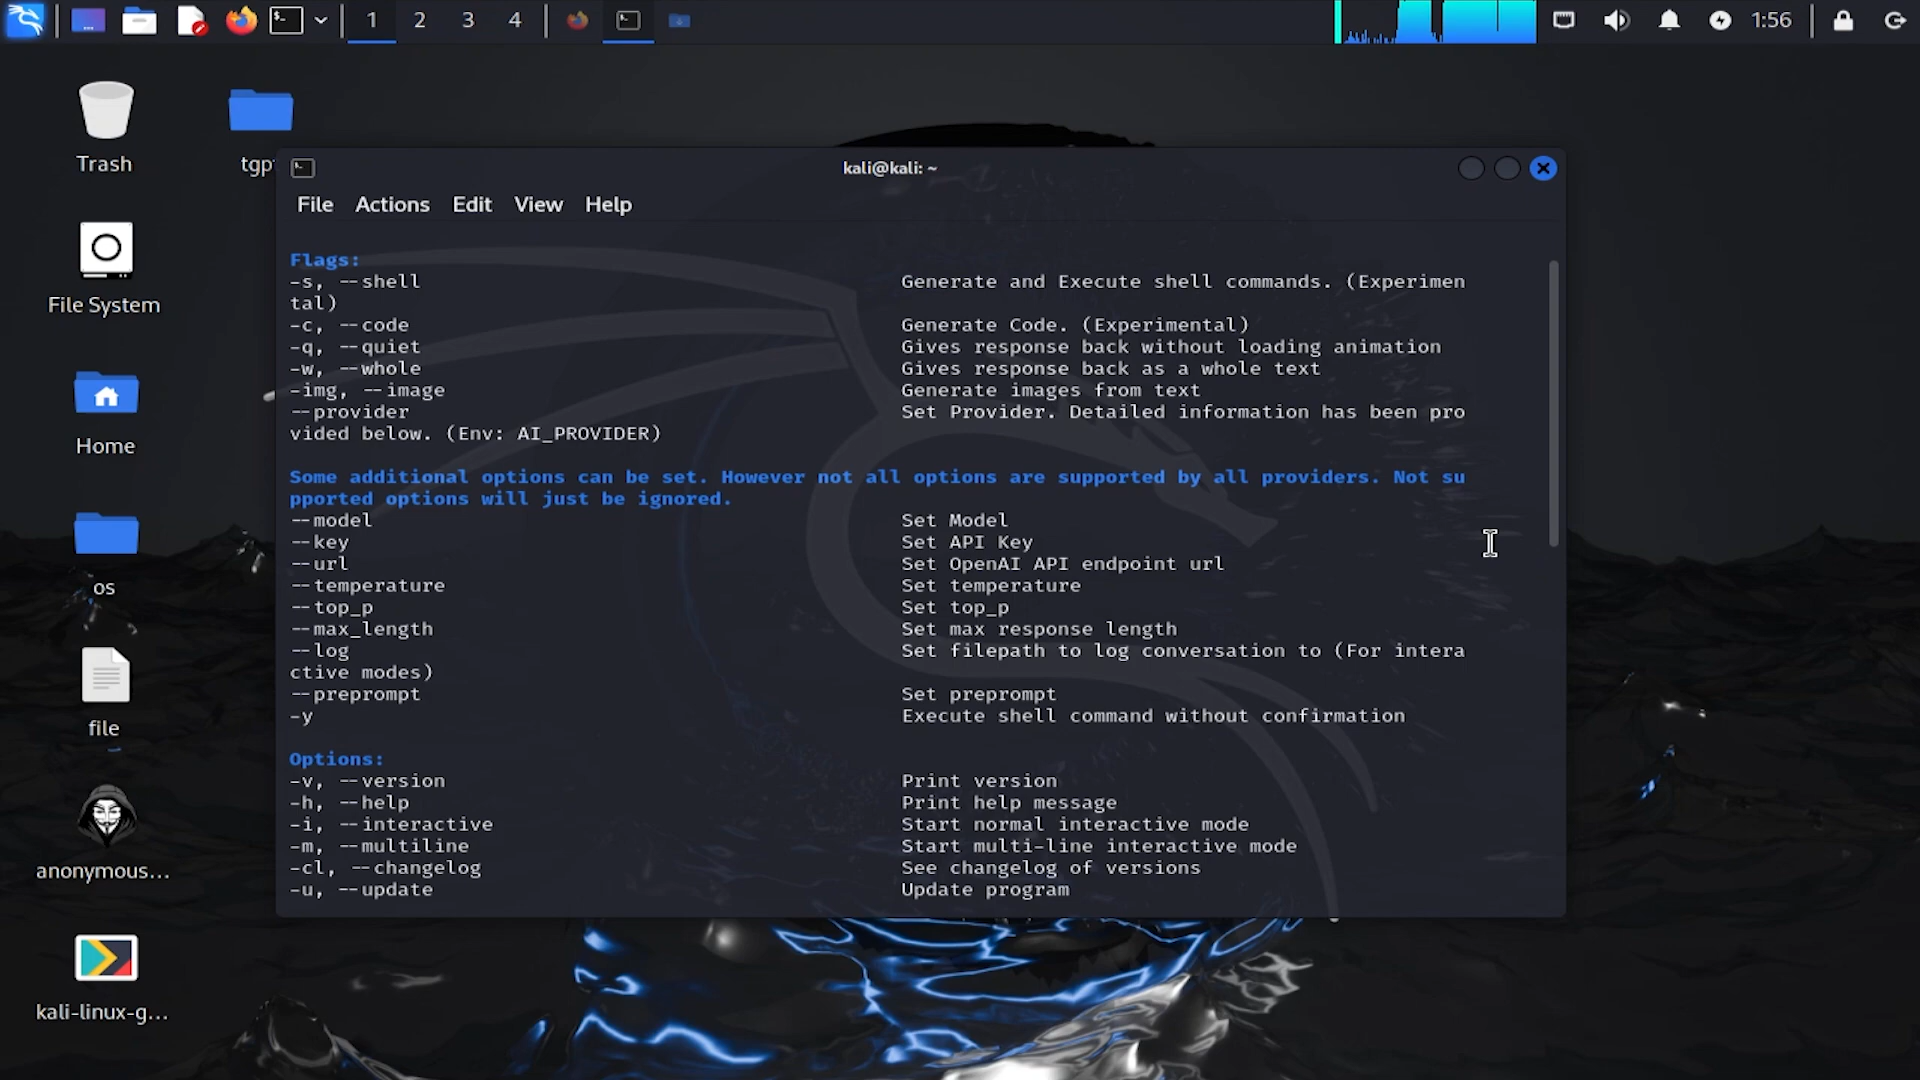 1 2 3 4 1:56
Trash
tgpt
File System
Home
os
file
anonymous...
kali-linux-g...
kali@kali: ~
File Actions Edit View Help
Flags:
-s, --shell Generate and Execute shell commands. (Experimen
tal)
-c, --code Generate Code. (Experimental)
-q, --quiet Gives response back without loading animation
-w, --whole Gives response back as a whole text
-img, --image Generate images from text
--provider Set Provider. Detailed information has been pro
vided below. (Env: AI_PROVIDER)
Some additional options can be set. However not all options are supported by all providers. Not su
pported options will just be ignored.
--model Set Model
--key Set API Key
--url Set OpenAI API endpoint url
--temperature Set temperature
--top_p Set top_p
--max_length Set max response length
--log Set filepath to log conversation to (For intera
ctive modes)
--preprompt Set preprompt
-y Execute shell command without confirmation
Options:
-v, --version Print version
-h, --help Print help message
-i, --interactive Start normal interactive mode
-m, --multiline Start multi-line interactive mode
-cl, --changelog See changelog of versions
-u, --update Update program